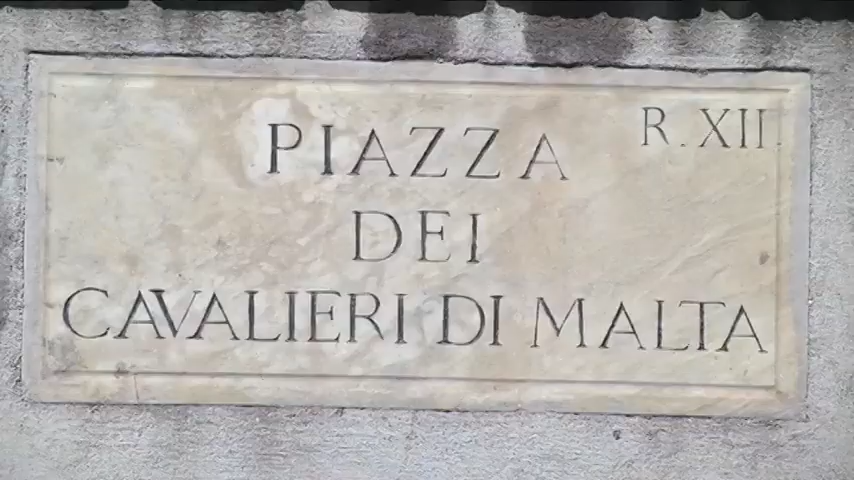 PIAZZA R. XII.
DEI
CAVALIERI DI MALTA